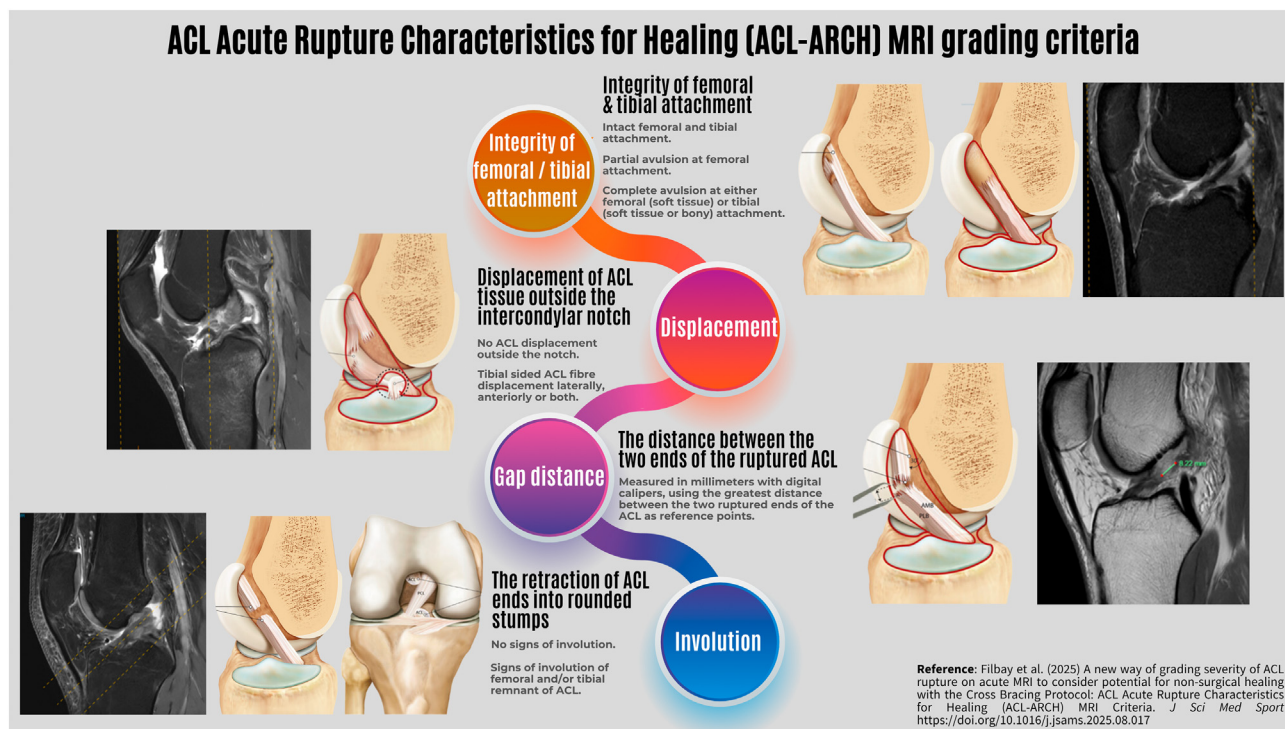 ACL Acute Rupture Characteristics for Healing (ACL-ARCH) MRI grading criteria
Integrity of
femoral / tibial
attachment
Integrity of femoral
& tibial attachment
Intact femoral and tibial
attachment.
Partial avulsion at femoral
attachment.
Complete avulsion at either
femoral (soft tissue) or tibial
(soft tissue or bony) attachment.
Displacement of ACL
tissue outside the
intercondylar notch
No ACL displacement
outside the notch.
Tibial sided ACL fibre
displacement laterally,
anteriorly or both.
Displacement
Gap distance
The distance between the
two ends of the ruptured ACL
Measured in millimeters with digital
calipers, using the greatest distance
between the two ruptured ends of the
ACL as reference points.
AMB
PLB
8.22 mm
The retraction of ACL
ends into rounded
stumps
No signs of involution.
Signs of involution of
femoral and/or tibial
remnant of ACL.
Involution
Reference: Filbay et al. (2025) A new way of grading severity of ACL
rupture on acute MRI to consider potential for non-surgical healing
with the Cross Bracing Protocol: ACL Acute Rupture Characteristics
for Healing (ACL-ARCH) MRI Criteria. J Sci Med Sport
https://doi.org/10.1016/j.jsams.2025.08.017